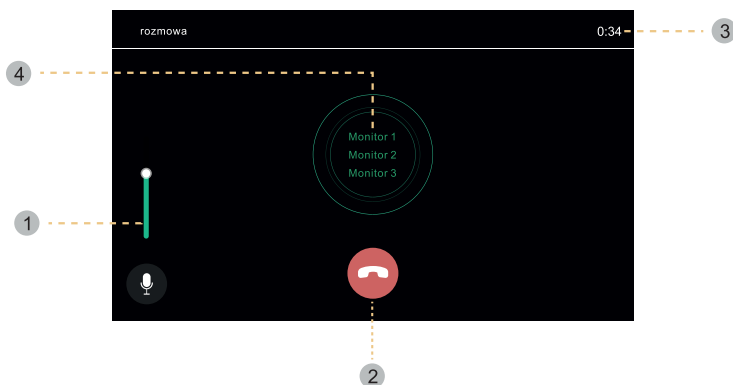 rozmowa 0:34 3
4
Monitor 1
Monitor 2
Monitor 3
1
2